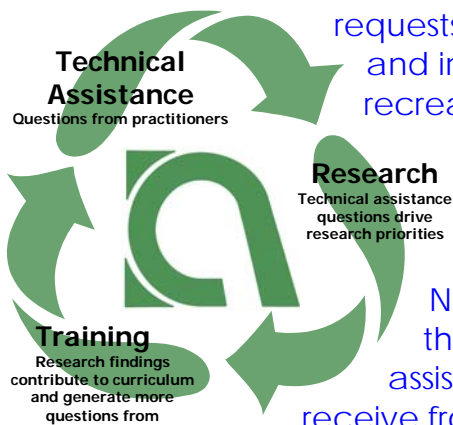 requests
and in
recrea
Technical
Assistance
Questions from practitioners
Research
Technical assistance
questions drive
research priorities
Training
Research findings
contribute to curriculum
and generate more
questions from
N
th
assis
receive fro